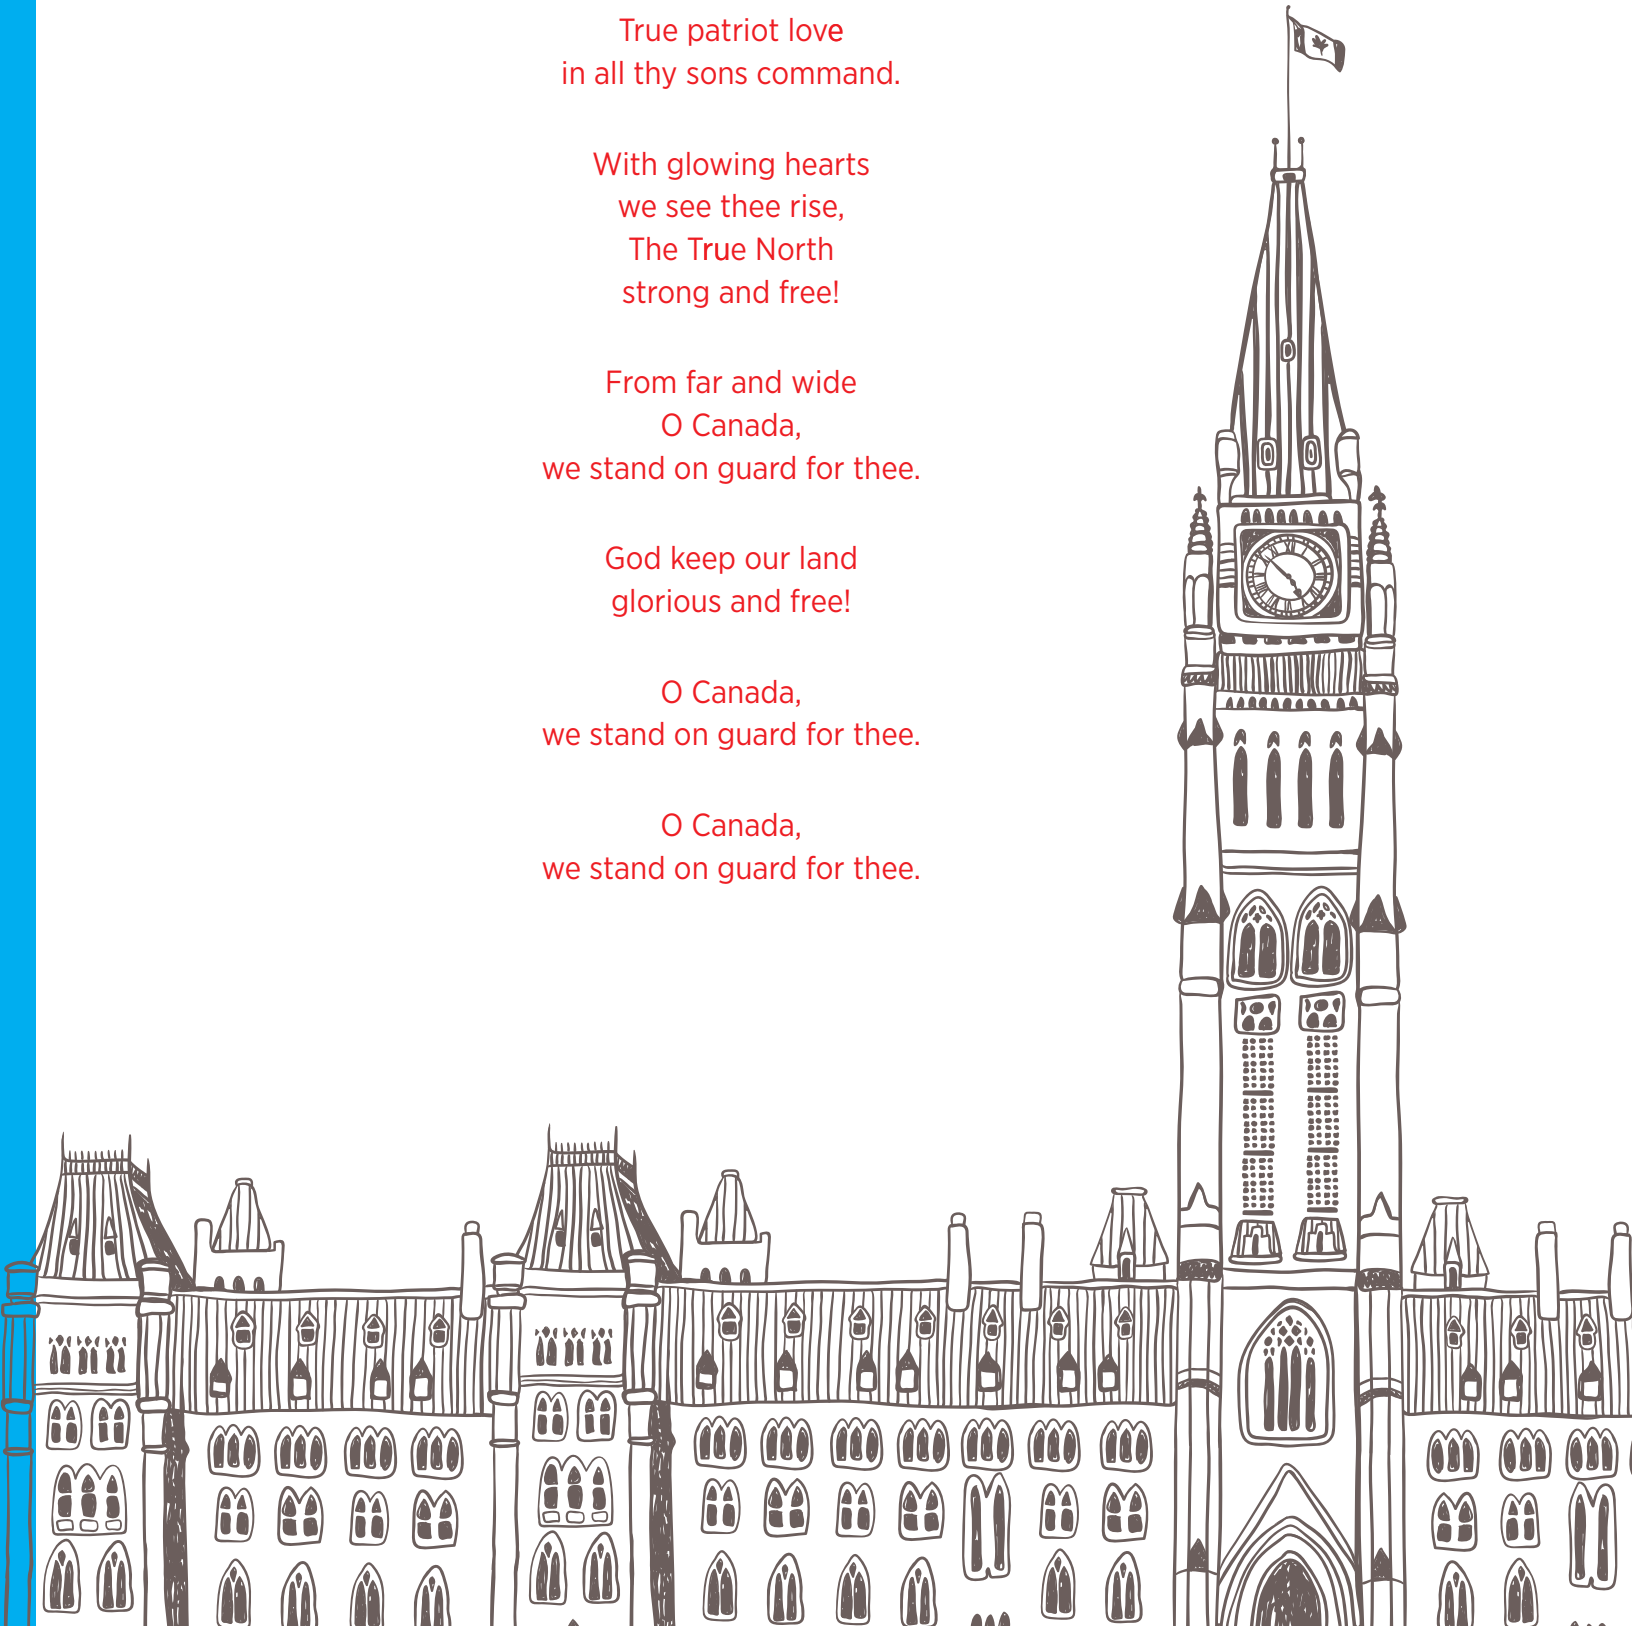 True patriot love
in all thy sons command.
With glowing hearts
we see thee rise,
The True North
strong and free!
From far and wide
O Canada,
we stand on guard for thee.
God keep our land
glorious and free!
O Canada,
we stand on guard for thee.
O Canada,
we stand on guard for thee.